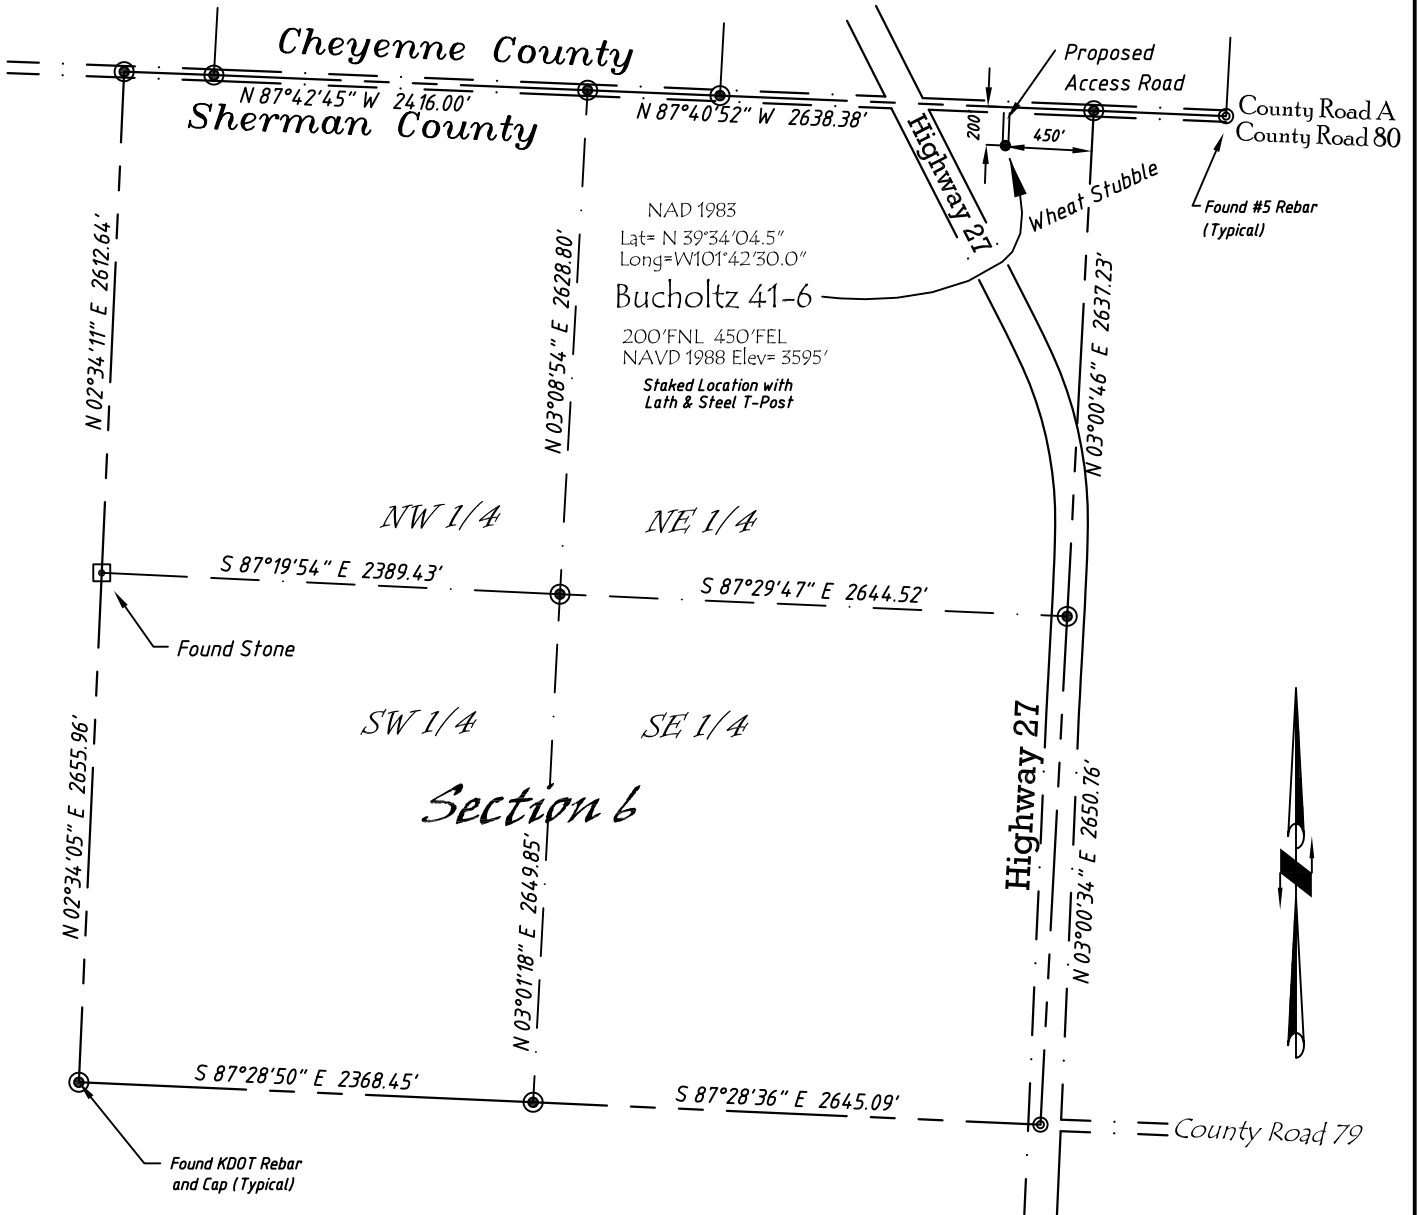 Cheyenne County
Proposed
Access Road
N 87°42'45" W 2416.00'
Sherman County
N 87°40'52" W 2638.38'
200'
450'
County Road A
County Road 80
Highway 27
Wheat Stubble
Found #5 Rebar
(Typical)
NAD 1983
Lat= N 39°34'04.5"
Long=W101°42'30.0"
Bucholtz 41-6
200'FNL 450'FEL
NAVD 1988 Elev= 3595'
Staked Location with
Lath & Steel T-Post
N 02°34'11" E 2612.64'
N 03°08'54" E 2628.80'
N 03°00'46" E 2637.23'
NW 1/4
NE 1/4
S 87°19'54" E 2389.43'
S 87°29'47" E 2644.52'
Found Stone
SW 1/4
SE 1/4
Section 6
Highway 27
N 02°34'05" E 2655.96'
N 03°01'18" E 2649.85'
N 03°00'34" E 2650.76'
S 87°28'50" E 2368.45'
S 87°28'36" E 2645.09'
County Road 79
Found KDOT Rebar
and Cap (Typical)